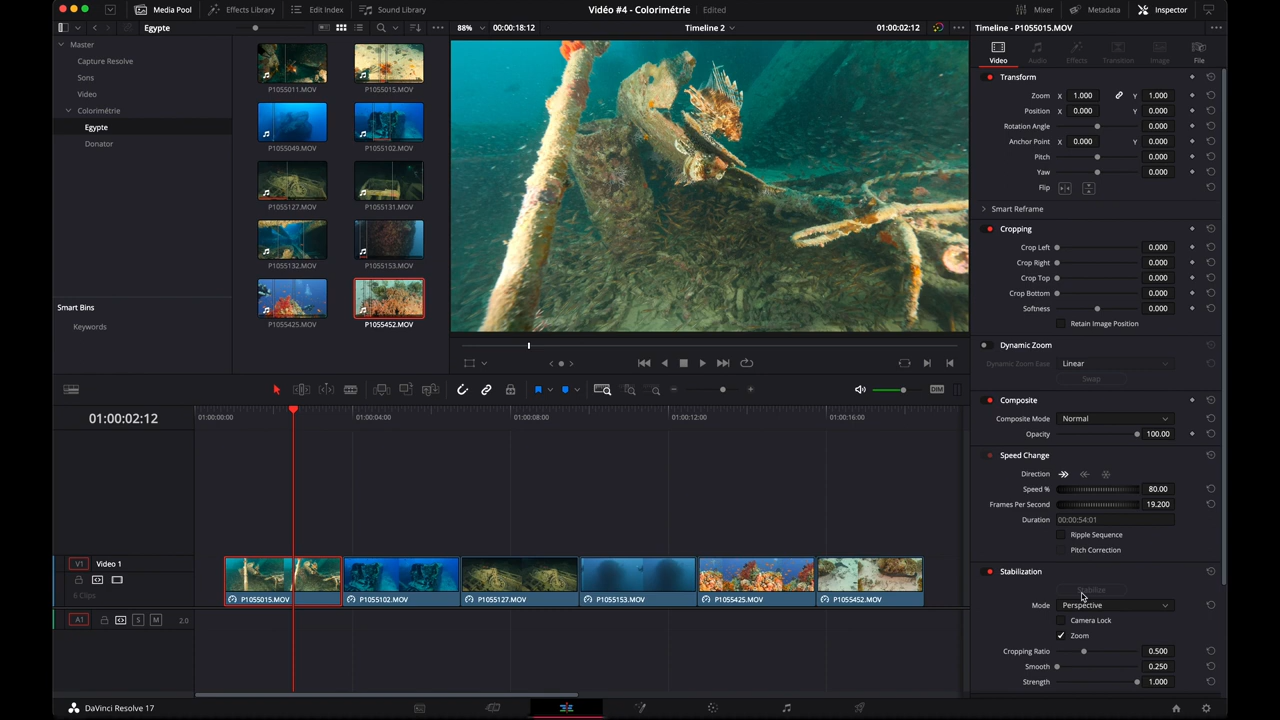 Media Pool
Effects Library
Edit Index
Sound Library
Vidéo #4 - Colorimétrie
Edited
Mixer
Metadata
Inspector
Egypte
88%
00:00:18:12
Timeline 2
01:00:02:12
Timeline - P1055015.MOV
Master
Capture Resolve
Sons
Video
Colorimétrie
Egypte
Donator
Smart Bins
Keywords
P1055011.MOV
P1055015.MOV
P1055049.MOV
P1055102.MOV
P1055127.MOV
P1055131.MOV
P1055132.MOV
P1055153.MOV
P1055425.MOV
P1055452.MOV
Video
Audio
Effects
Transition
Image
File
Transform
Zoom X 1.000 Y 1.000
Position X 0.000 Y 0.000
Rotation Angle 0.000
Anchor Point X 0.000 Y 0.000
Pitch 0.000
Yaw 0.000
Flip
Smart Reframe
Cropping
Crop Left 0.000
Crop Right 0.000
Crop Top 0.000
Crop Bottom 0.000
Softness 0.000
Retain Image Position
Dynamic Zoom
Dynamic Zoom Ease Linear
Swap
Composite
Composite Mode Normal
Opacity 100.00
Speed Change
Direction
Speed % 80.00
Frames Per Second 19.200
Duration 00:00:54:01
Ripple Sequence
Pitch Correction
Stabilization
Stabilize
Mode Perspective
Camera Lock
Zoom
Cropping Ratio 0.500
Smooth 0.250
Strength 1.000
DIM
01:00:02:12
01:00:00:00
01:00:04:00
01:00:08:00
01:00:12:00
01:00:16:00
V1 Video 1
6 Clips
P1055015.MOV
P1055102.MOV
P1055127.MOV
P1055153.MOV
P1055425.MOV
P1055452.MOV
A1 S M 2.0
DaVinci Resolve 17